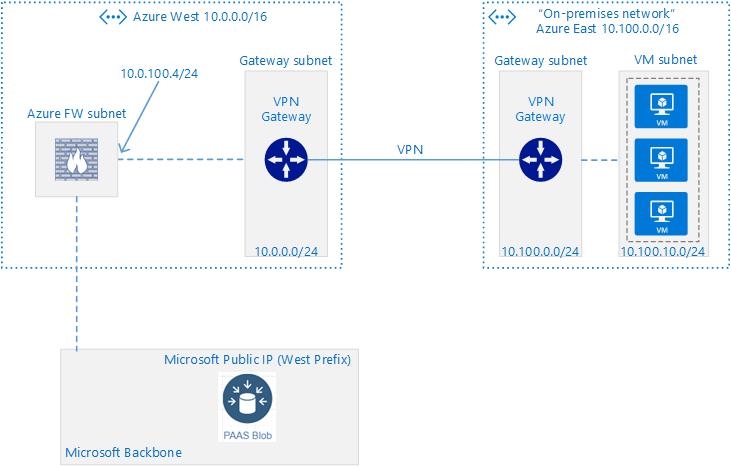 Azure West 10.0.0.0/16
10.0.100.4/24
Azure FW subnet
Gateway subnet
VPN
Gateway
10.0.0.0/24
VPN
“On-premises network”
Azure East 10.100.0.0/16
Gateway subnet
VPN
Gateway
10.100.0.0/24
VM subnet
VM
VM
VM
10.100.10.0/24
Microsoft Public IP (West Prefix)
PAAS Blob
Microsoft Backbone